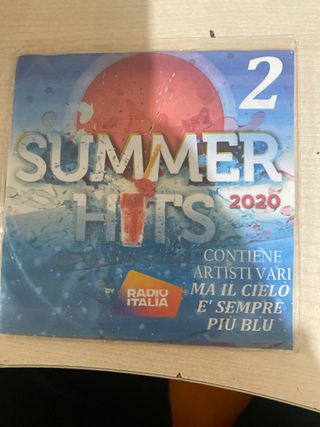 2
SUMMER
HITS 2020
CONTIENE
ARTISTI VARI
BY RADIO ITALIA
MA IL CIELO
E' SEMPRE
PIÙ BLU